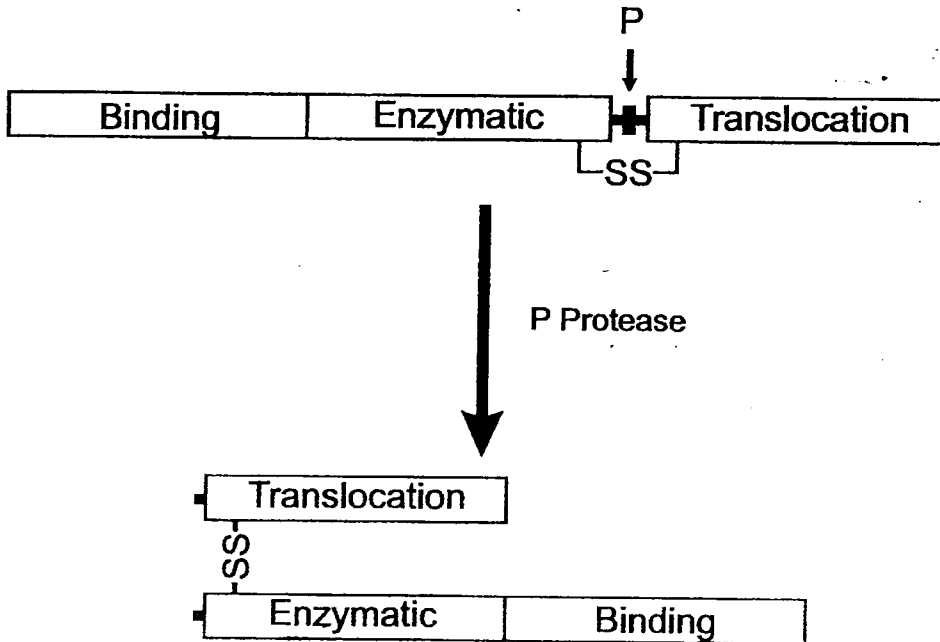 P
Binding Enzymatic Translocation
SS
P Protease
Translocation
SS
Enzymatic Binding